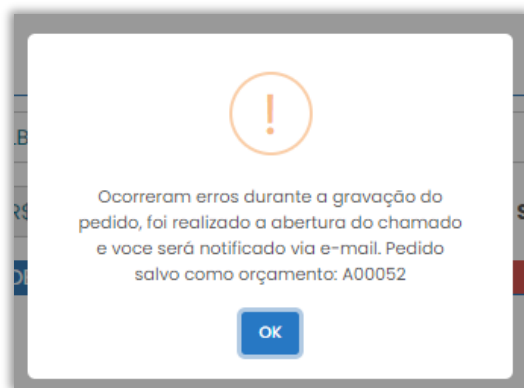 !
Ocorreram erros durante a gravação do
pedido, foi realizado a abertura do chamado
e voce será notificado via e-mail. Pedido
salvo como orçamento: A00052
OK
R$